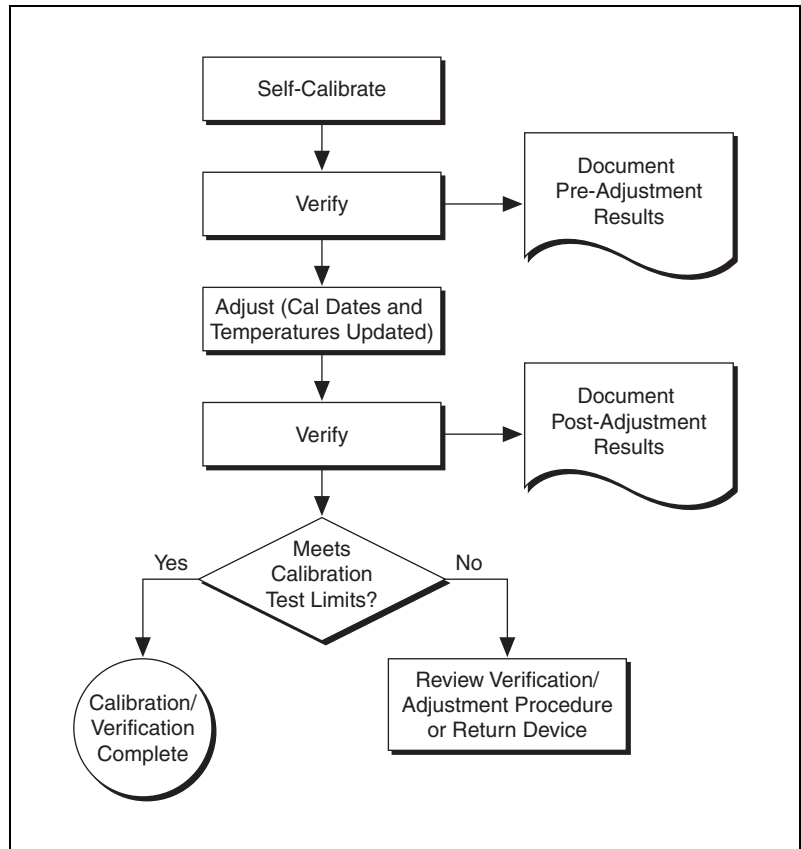 Self-Calibrate
Verify
Document
Pre-Adjustment
Results
Adjust (Cal Dates and
Temperatures Updated)
Verify
Document
Post-Adjustment
Results
Meets
Calibration
Test Limits?
Yes
No
Calibration/
Verification
Complete
Review Verification/
Adjustment Procedure
or Return Device